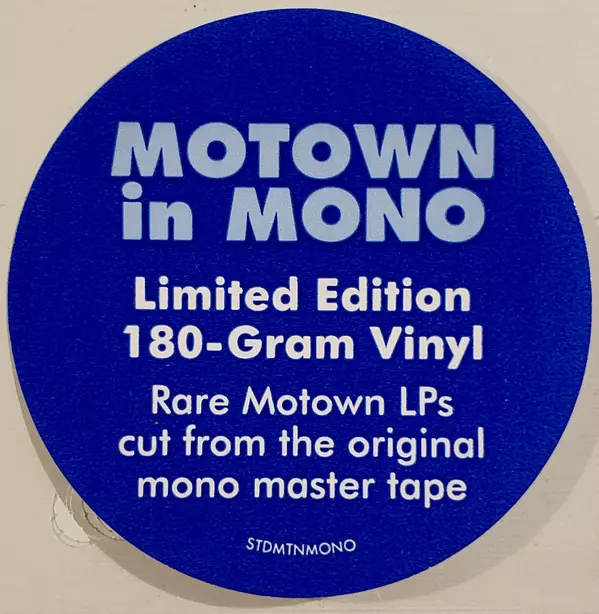 MOTOWN
in MONO
Limited Edition
180-Gram Vinyl
Rare Motown LPs
cut from the original
mono master tape
STDMTNMONO